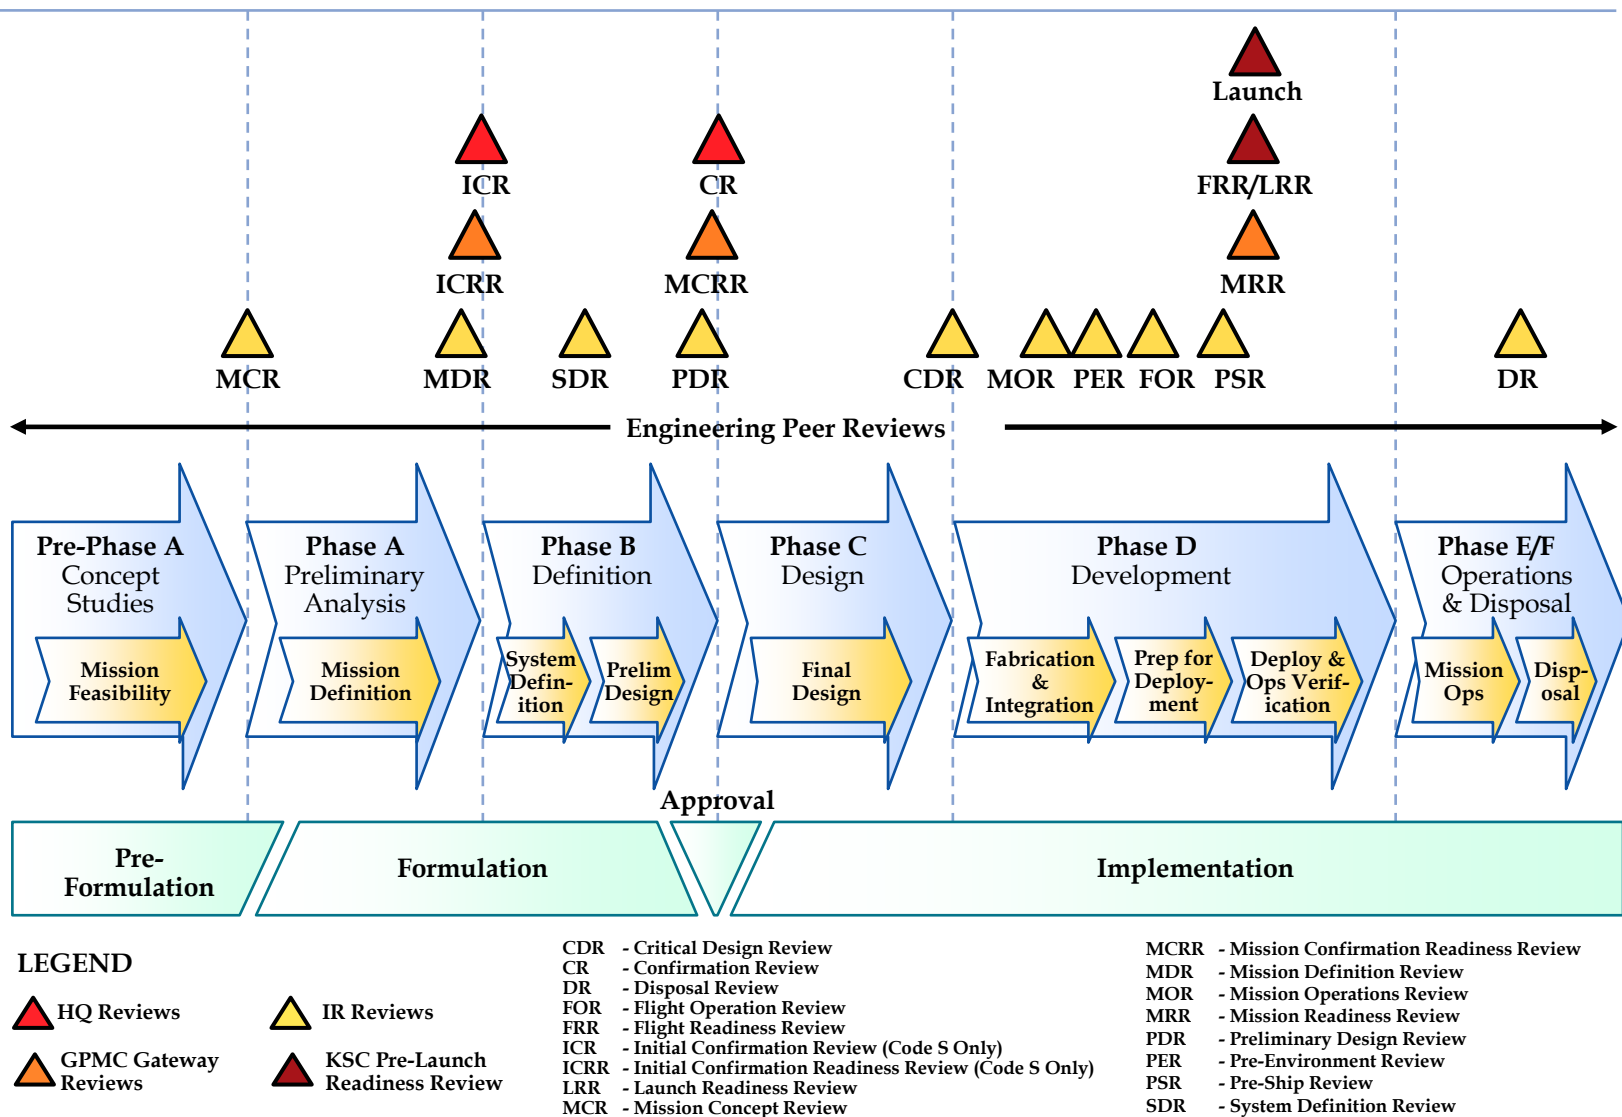 Launch
ICR
CR
FRR/LRR
ICRR
MCRR
MRR
MCR
MDR
SDR
PDR
CDR
MOR
PER
FOR
PSR
DR
Engineering Peer Reviews
Pre-Phase A
Concept
Studies
Mission
Feasibility
Phase A
Preliminary
Analysis
Mission
Definition
Phase B
Definition
System
Defin-
ition
Prelim
Design
Phase C
Design
Final
Design
Phase D
Development
Fabrication
&
Integration
Prep for
Deploy-
ment
Deploy &
Ops Verif-
ication
Phase E/F
Operations
& Disposal
Mission
Ops
Disp-
osal
Approval
Pre-
Formulation
Formulation
Implementation
LEGEND
HQ Reviews
IR Reviews
GPMC Gateway
Reviews
KSC Pre-Launch
Readiness Review
CDR - Critical Design Review
CR - Confirmation Review
DR - Disposal Review
FOR - Flight Operation Review
FRR - Flight Readiness Review
ICR - Initial Confirmation Review (Code S Only)
ICRR - Initial Confirmation Readiness Review (Code S Only)
LRR - Launch Readiness Review
MCR - Mission Concept Review
MCRR - Mission Confirmation Readiness Review
MDR - Mission Definition Review
MOR - Mission Operations Review
MRR - Mission Readiness Review
PDR - Preliminary Design Review
PER - Pre-Environment Review
PSR - Pre-Ship Review
SDR - System Definition Review